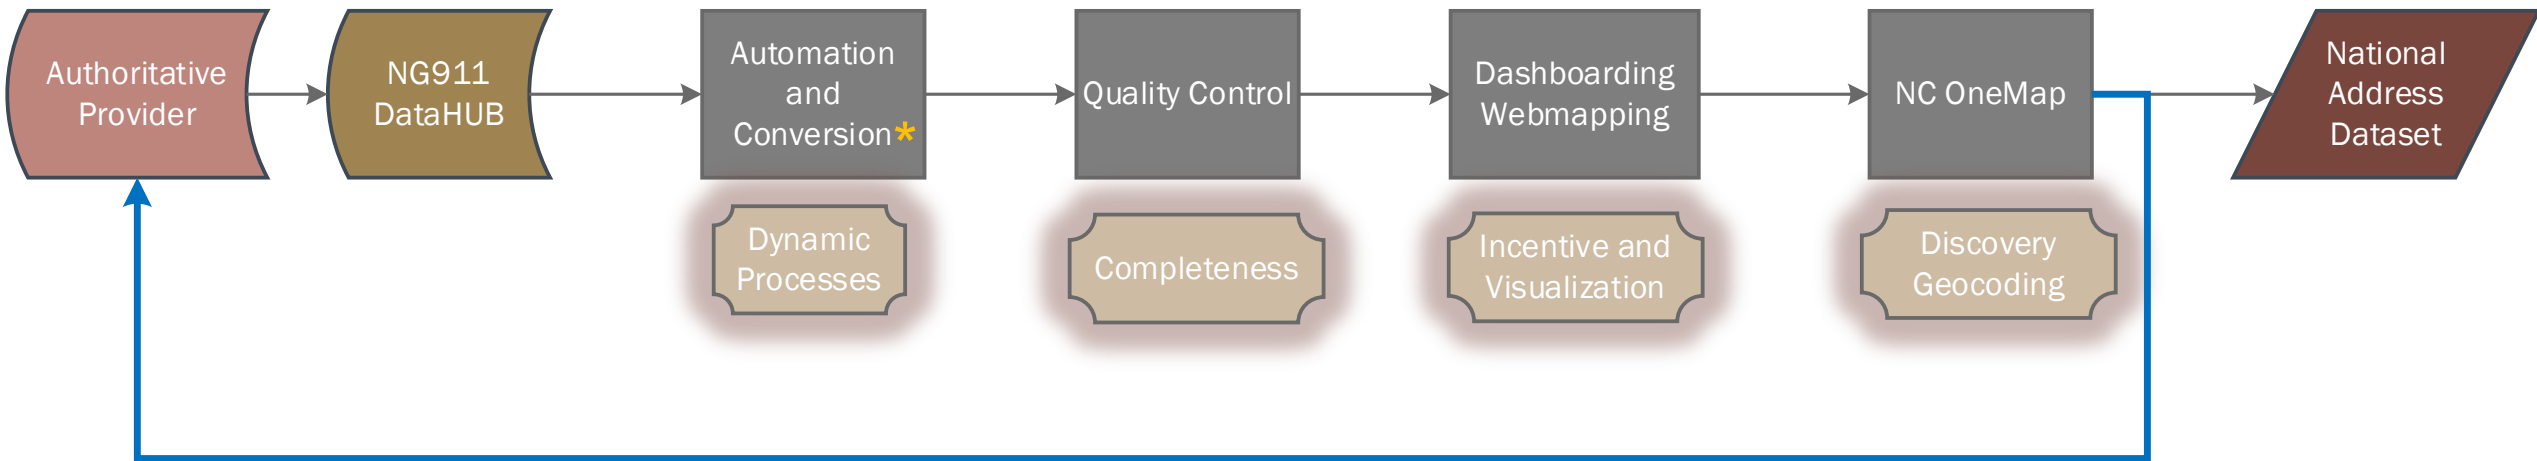 Authoritative
Provider
NG911
DataHUB
Automation
and
Conversion*
Quality Control
Dashboarding
Webmapping
NC OneMap
National
Address
Dataset
Dynamic
Processes
Completeness
Incentive and
Visualization
Discovery
Geocoding